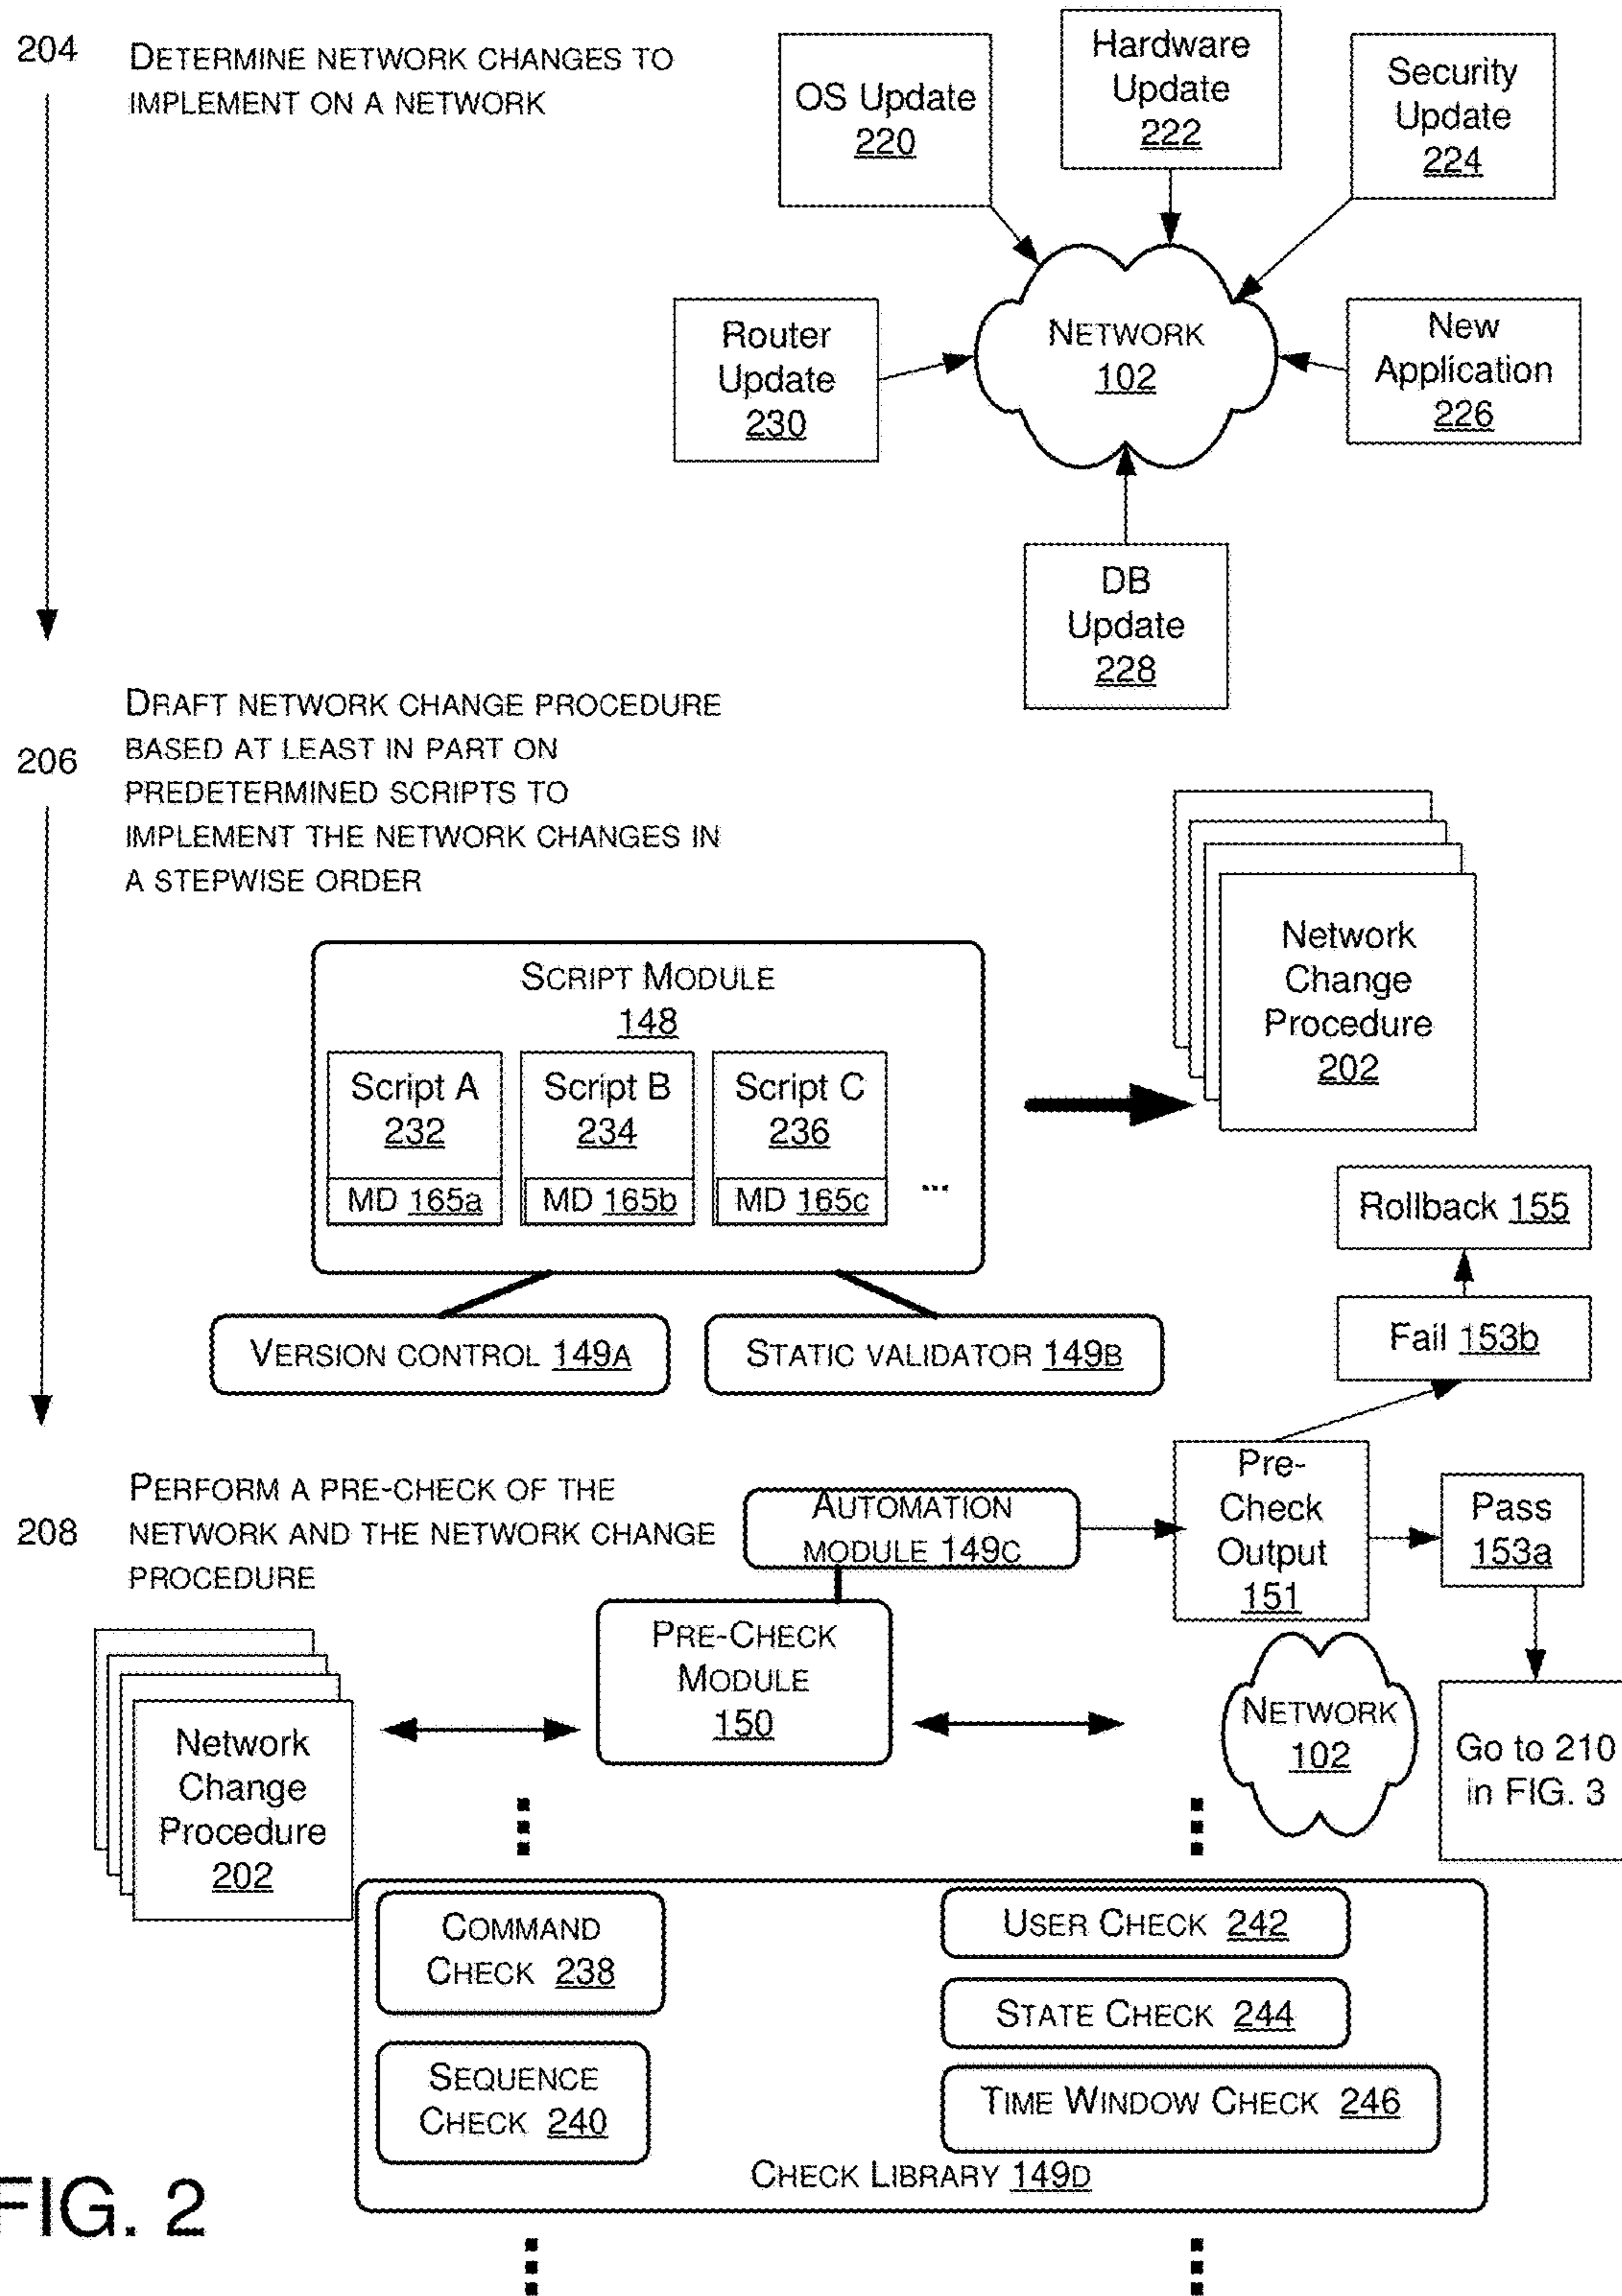 204
DETERMINE NETWORK CHANGES TO
IMPLEMENT ON A NETWORK
OS Update
220
Hardware
Update
222
Security
Update
224
Router
Update
230
NETWORK
102
New
Application
226
DB
Update
228
206
DRAFT NETWORK CHANGE PROCEDURE
BASED AT LEAST IN PART ON
PREDETERMINED SCRIPTS TO
IMPLEMENT THE NETWORK CHANGES IN
A STEPWISE ORDER
SCRIPT MODULE
148
Script A
232
MD 165a
Script B
234
MD 165b
Script C
236
MD 165c
...
Network
Change
Procedure
202
VERSION CONTROL 149A
STATIC VALIDATOR 149B
Rollback 155
Fail 153b
208
PERFORM A PRE-CHECK OF THE
NETWORK AND THE NETWORK CHANGE
PROCEDURE
AUTOMATION
MODULE 149C
Pre-
Check
Output
151
Pass
153a
PRE-CHECK
MODULE
150
Network
Change
Procedure
202
NETWORK
102
Go to 210
in FIG. 3
COMMAND
CHECK 238
SEQUENCE
CHECK 240
USER CHECK 242
STATE CHECK 244
TIME WINDOW CHECK 246
CHECK LIBRARY 149D
FIG. 2